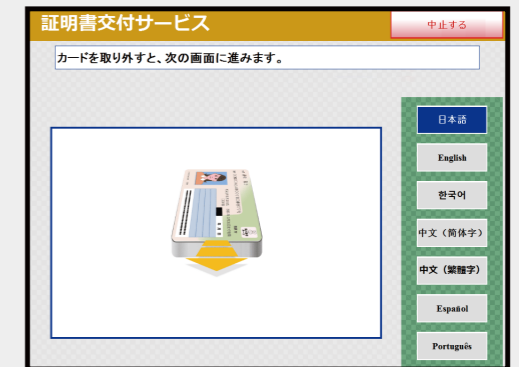 証明書交付サービス
中止する
カードを取り外すと、次の画面に進みます。
日本語
English
한국어
中文（简体字）
中文（繁體字）
Español
Português